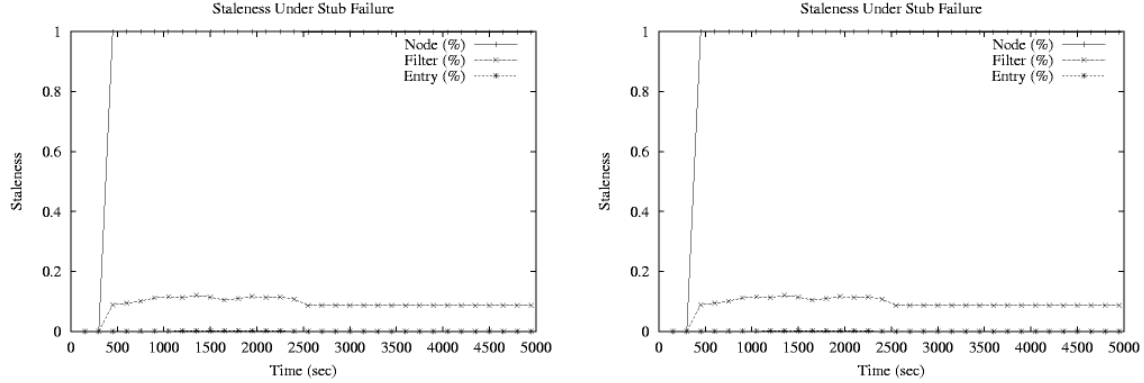 Staleness Under Stub Failure
1
0.8
0.6
0.4
0.2
0
Staleness
Node (%)
Filter (%)
Entry (%)
0 500 1000 1500 2000 2500 3000 3500 4000 4500 5000
Time (sec)
Staleness Under Stub Failure
1
0.8
0.6
0.4
0.2
0
Staleness
Node (%)
Filter (%)
Entry (%)
0 500 1000 1500 2000 2500 3000 3500 4000 4500 5000
Time (sec)